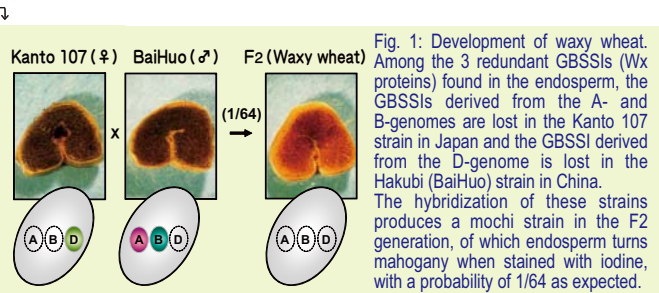 Kanto 107 (♀) BaiHuo (♂) F2 (Waxy wheat)
x
(1/64)
A B D
A B D
A B D
Fig. 1: Development of waxy wheat.
Among the 3 redundant GBSSIs (Wx
proteins) found in the endosperm, the
GBSSIs derived from the A- and
B-genomes are lost in the Kanto 107
strain in Japan and the GBSSI derived
from the D-genome is lost in the
Hakubi (BaiHuo) strain in China.
The hybridization of these strains
produces a mochi strain in the F2
generation, of which endosperm turns
mahogany when stained with iodine,
with a probability of 1/64 as expected.